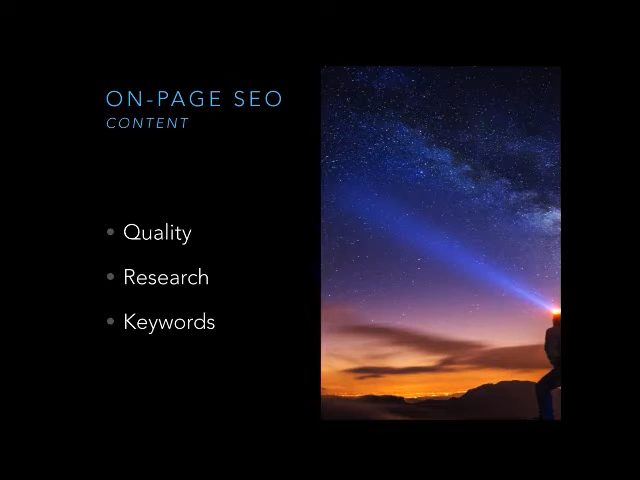 ON-PAGE SEO
CONTENT
• Quality
• Research
• Keywords